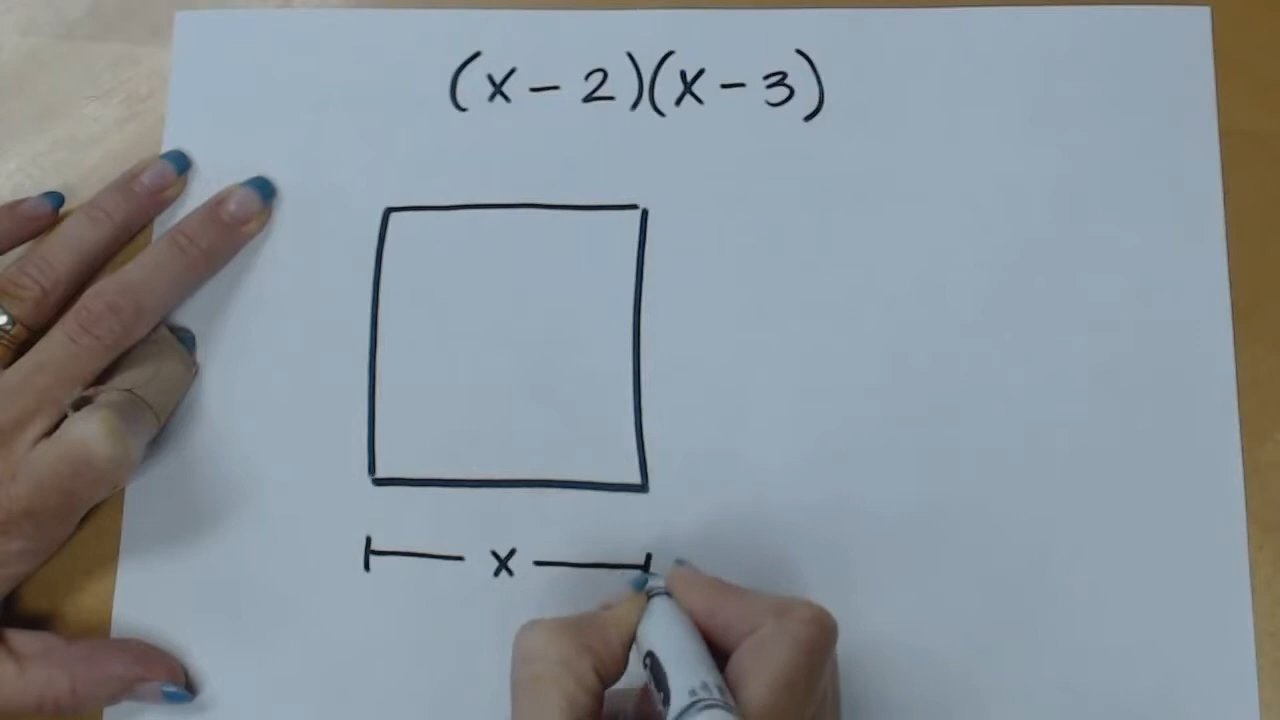 (x - 2)(x - 3)
x